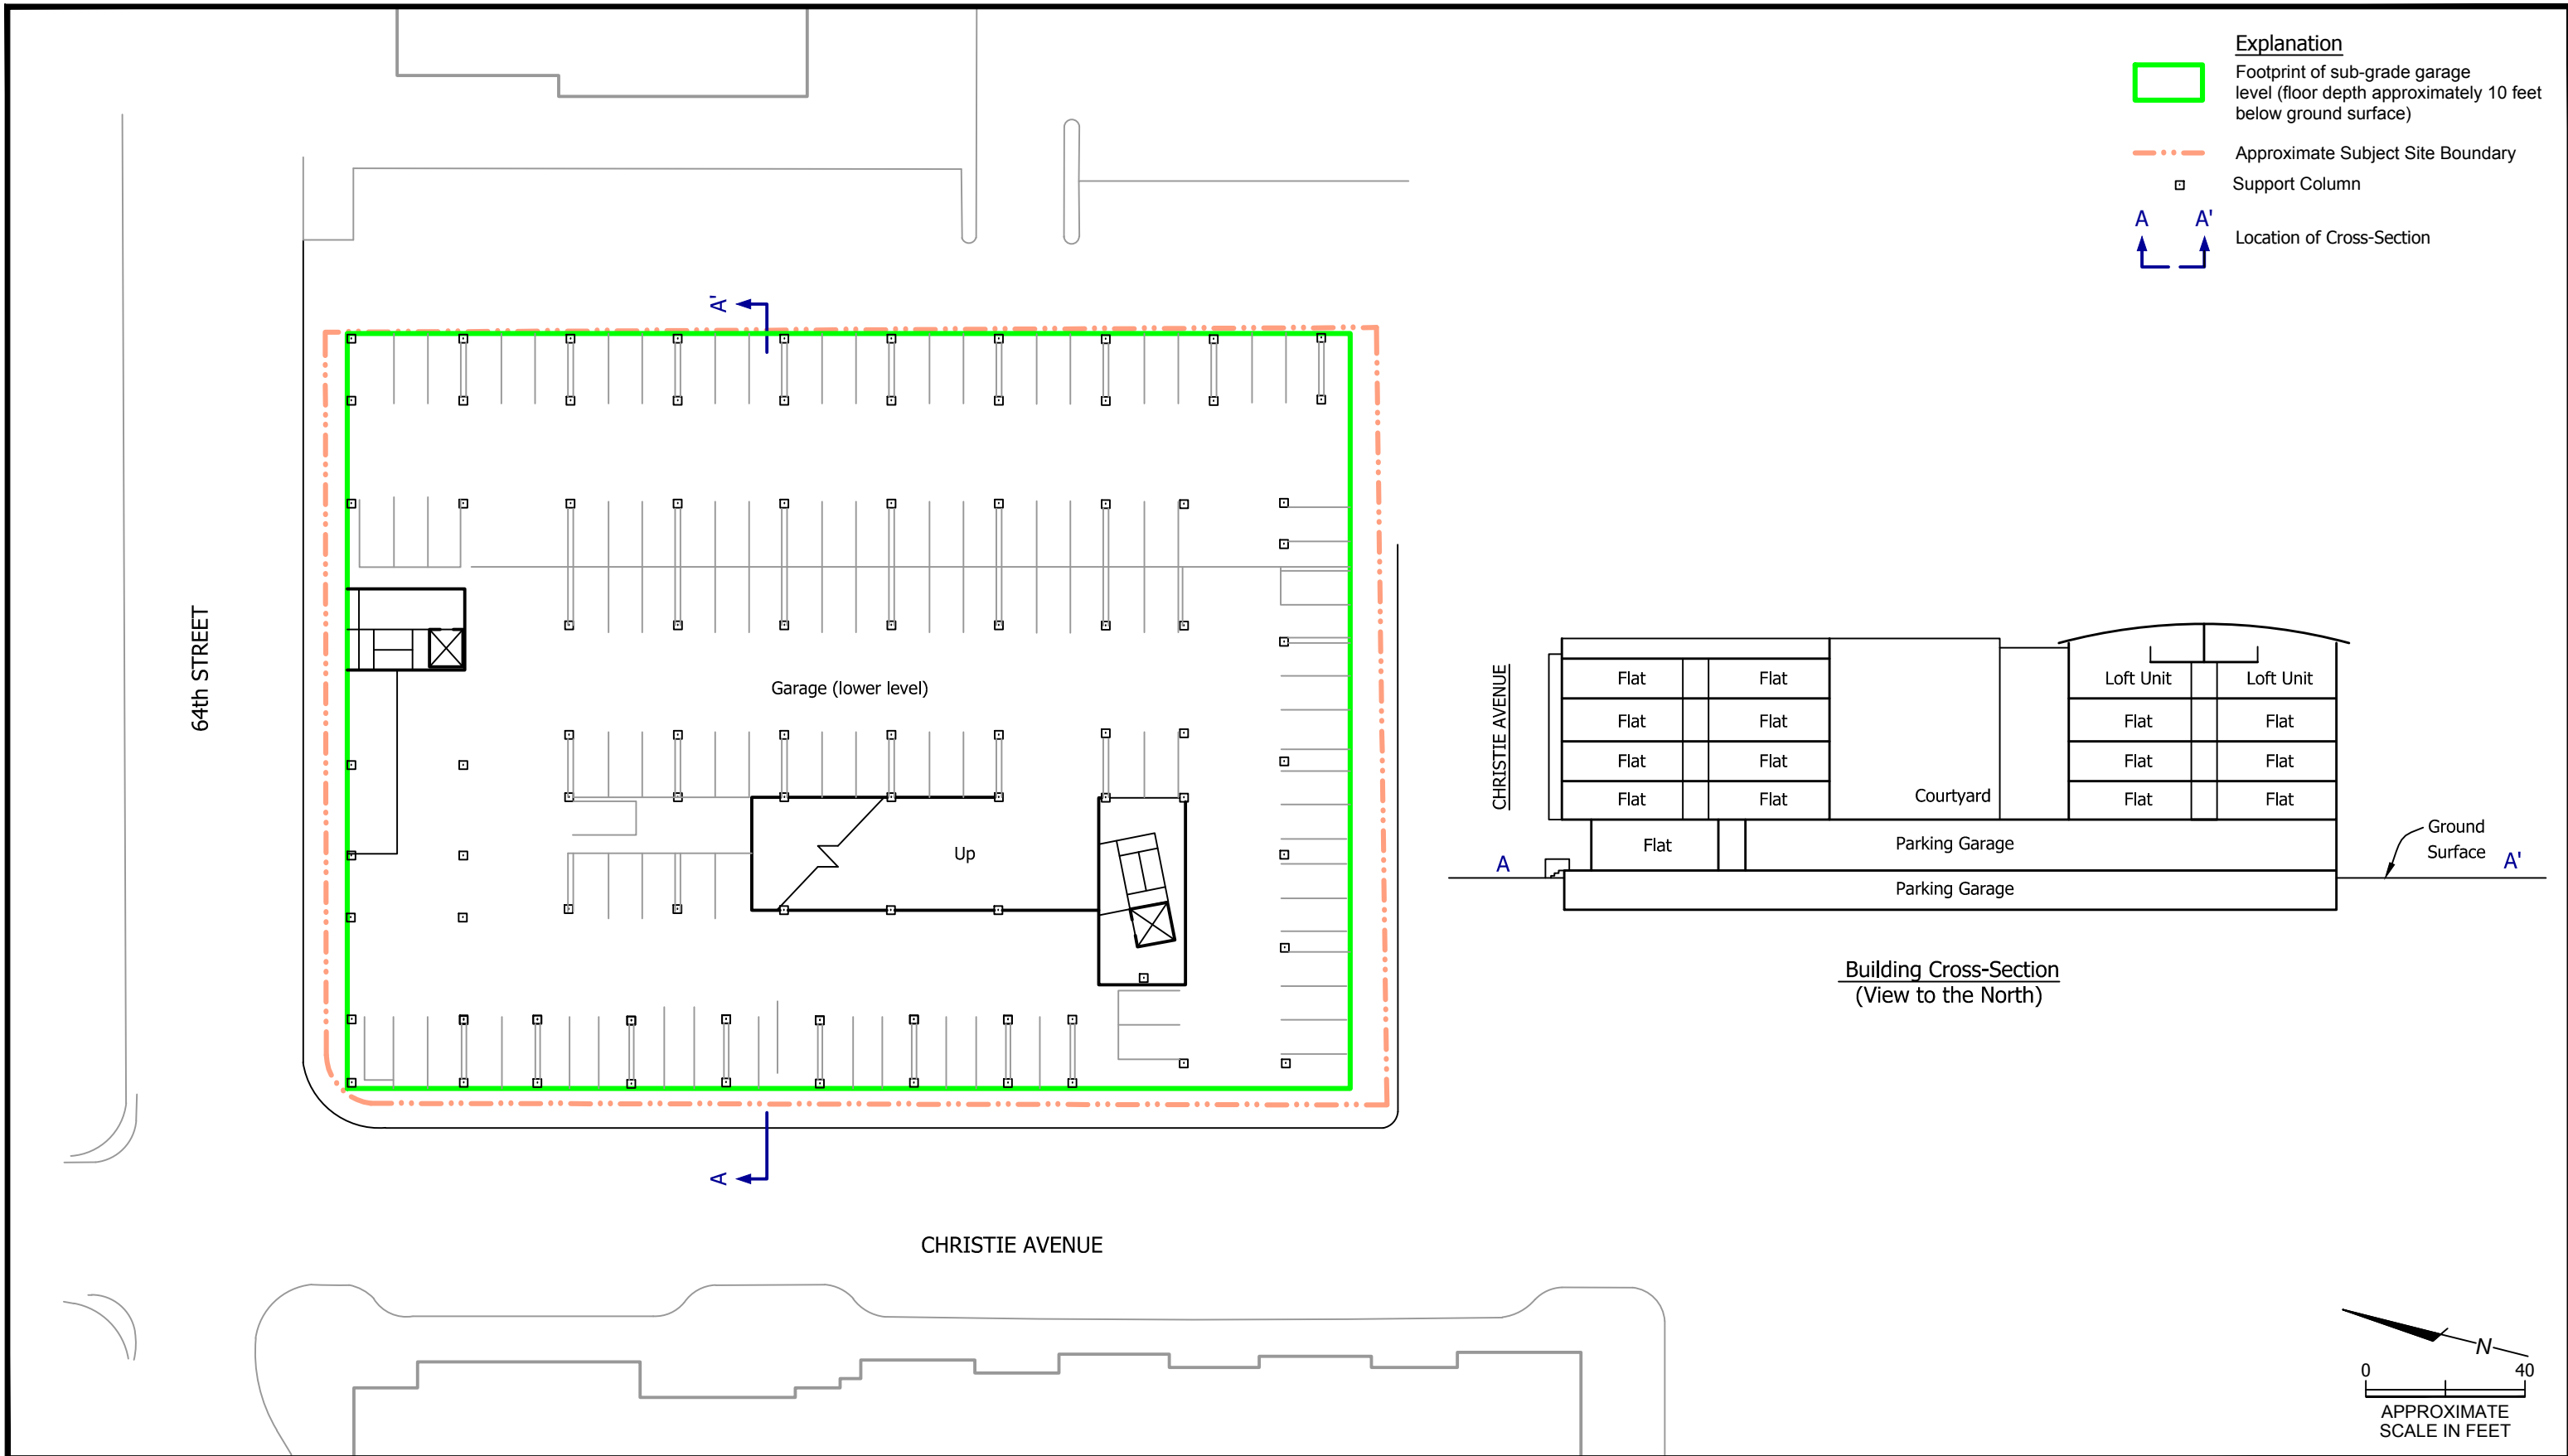 Explanation
Footprint of sub-grade garage
level (floor depth approximately 10 feet
below ground surface)
Approximate Subject Site Boundary
Support Column
A A'
Location of Cross-Section
A'
64th STREET
Garage (lower level)
Up
A
CHRISTIE AVENUE
CHRISTIE AVENUE
Flat Flat Loft Unit Loft Unit
Flat Flat Flat Flat
Flat Flat Flat Flat
Flat Flat Courtyard Flat Flat
Flat Parking Garage
Ground
Surface
A A'
Parking Garage
Building Cross-Section
(View to the North)
N
0 40
APPROXIMATE
SCALE IN FEET